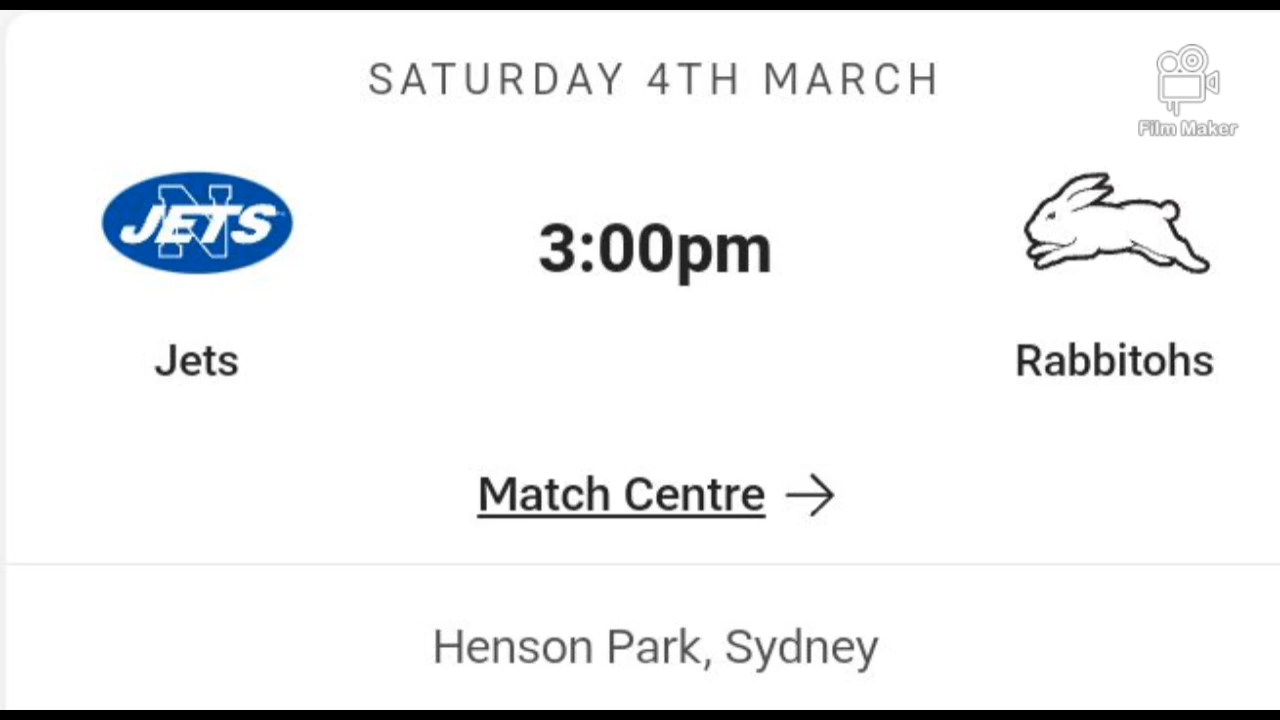 SATURDAY 4TH MARCH
Film Maker
N
JETS
3:00pm
Jets
Rabbitohs
Match Centre →
Henson Park, Sydney